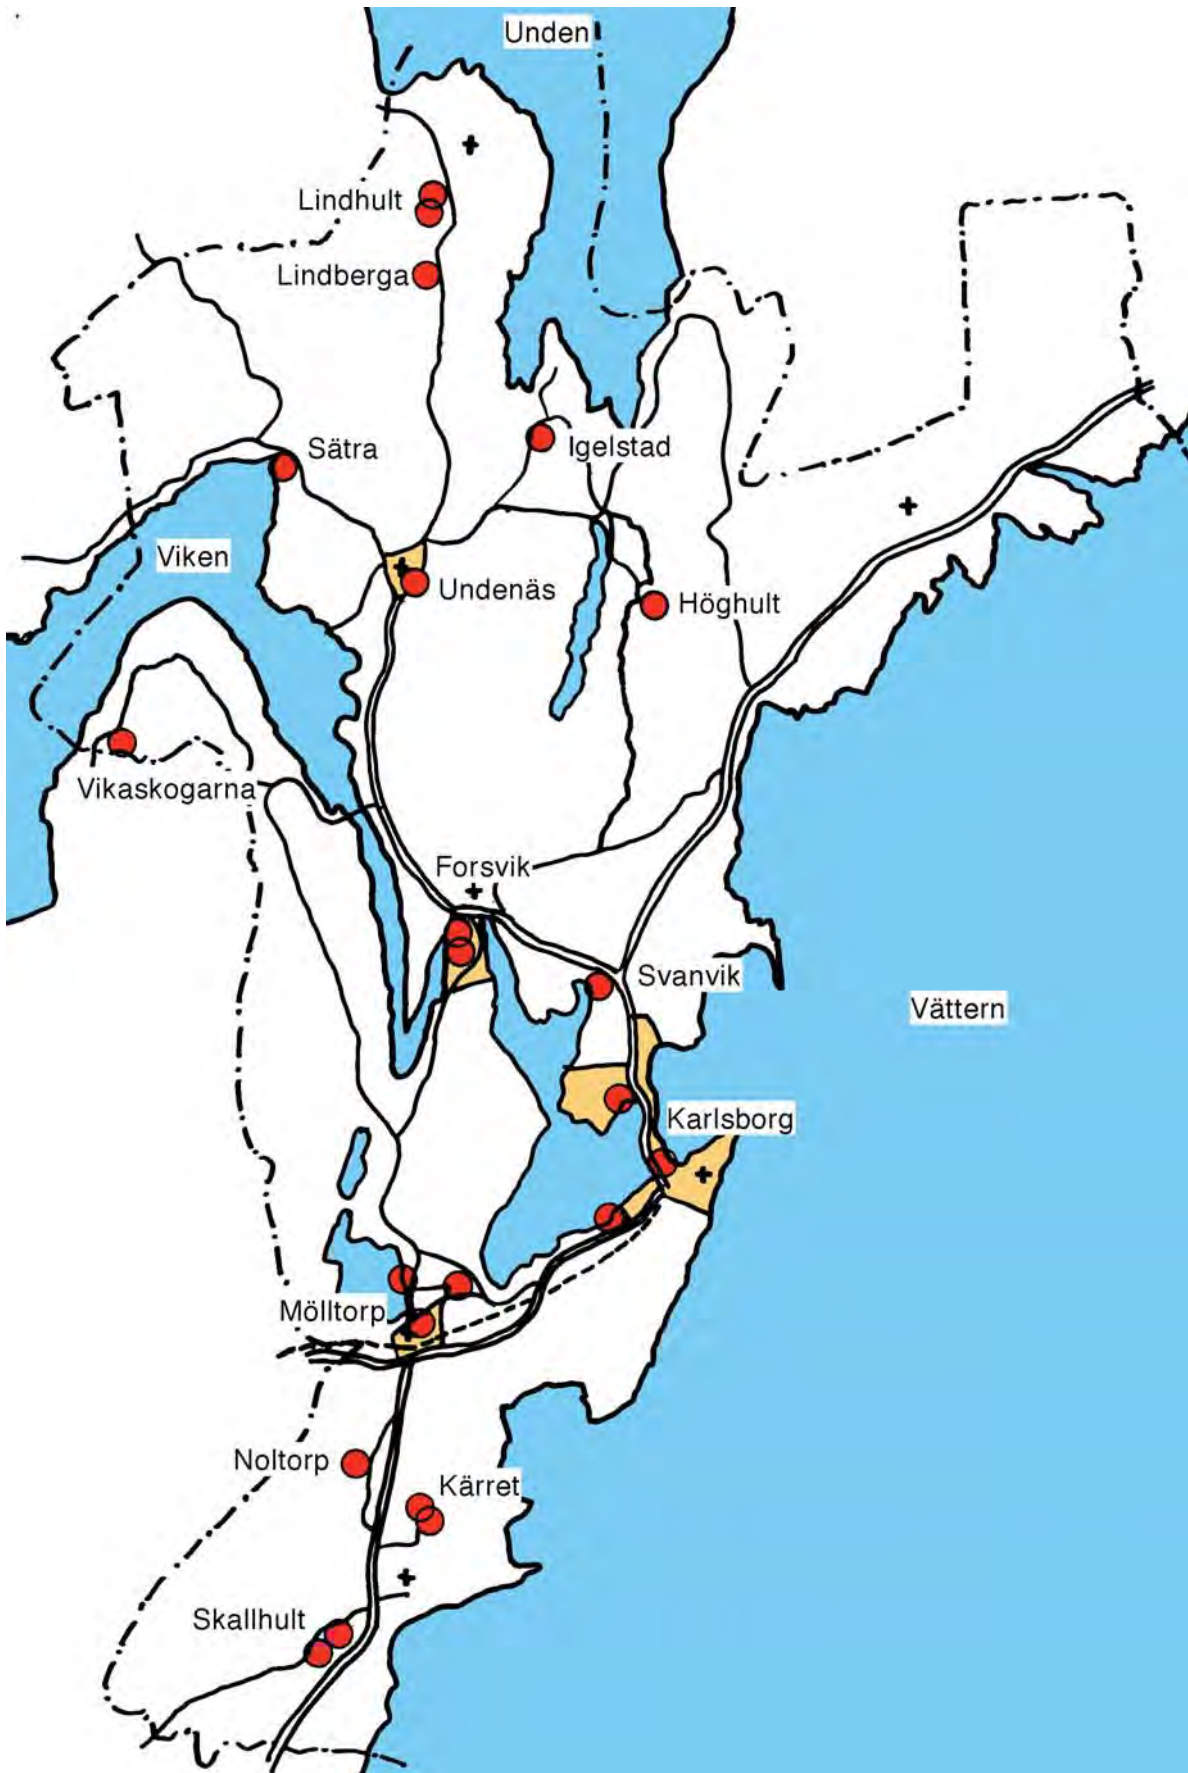 Unden
Lindhult
Lindberga
Sätra
Igelstad
Viken
Undenäs
Höghult
Vikaskogarna
Forsvik
Svanvik
Vättern
Karlsborg
Mölltorp
Noltorp
Kärret
Skallhult